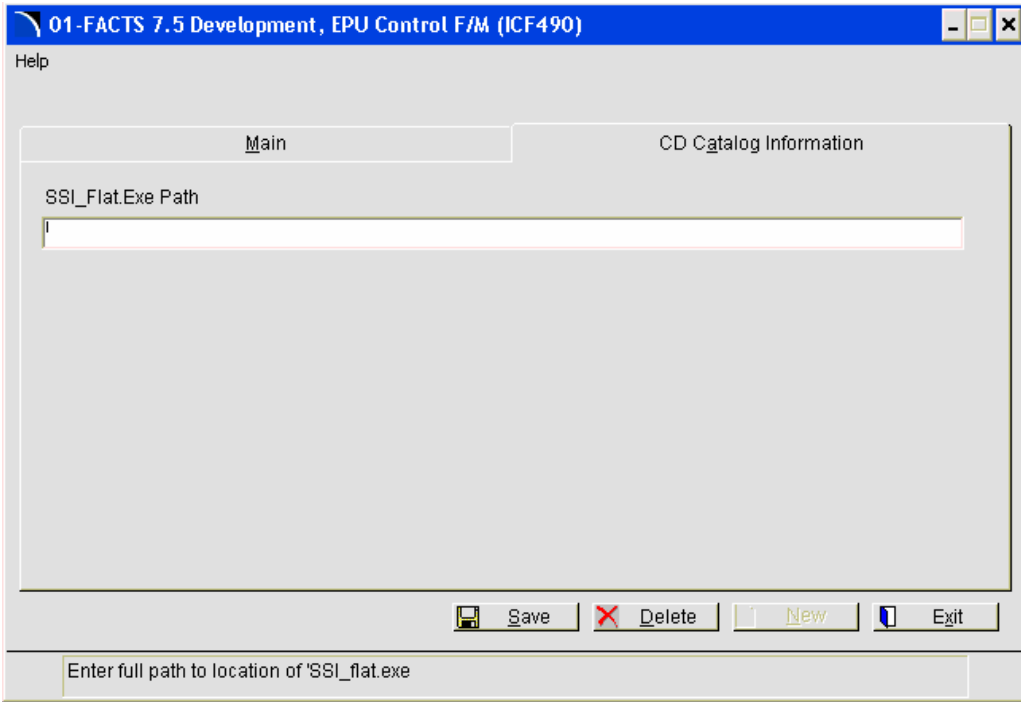 01-FACTS 7.5 Development, EPU Control F/M (ICF490)
Help
Main CD Catalog Information
SSI_Flat.Exe Path
Save Delete New Exit
Enter full path to location of 'SSI_flat.exe